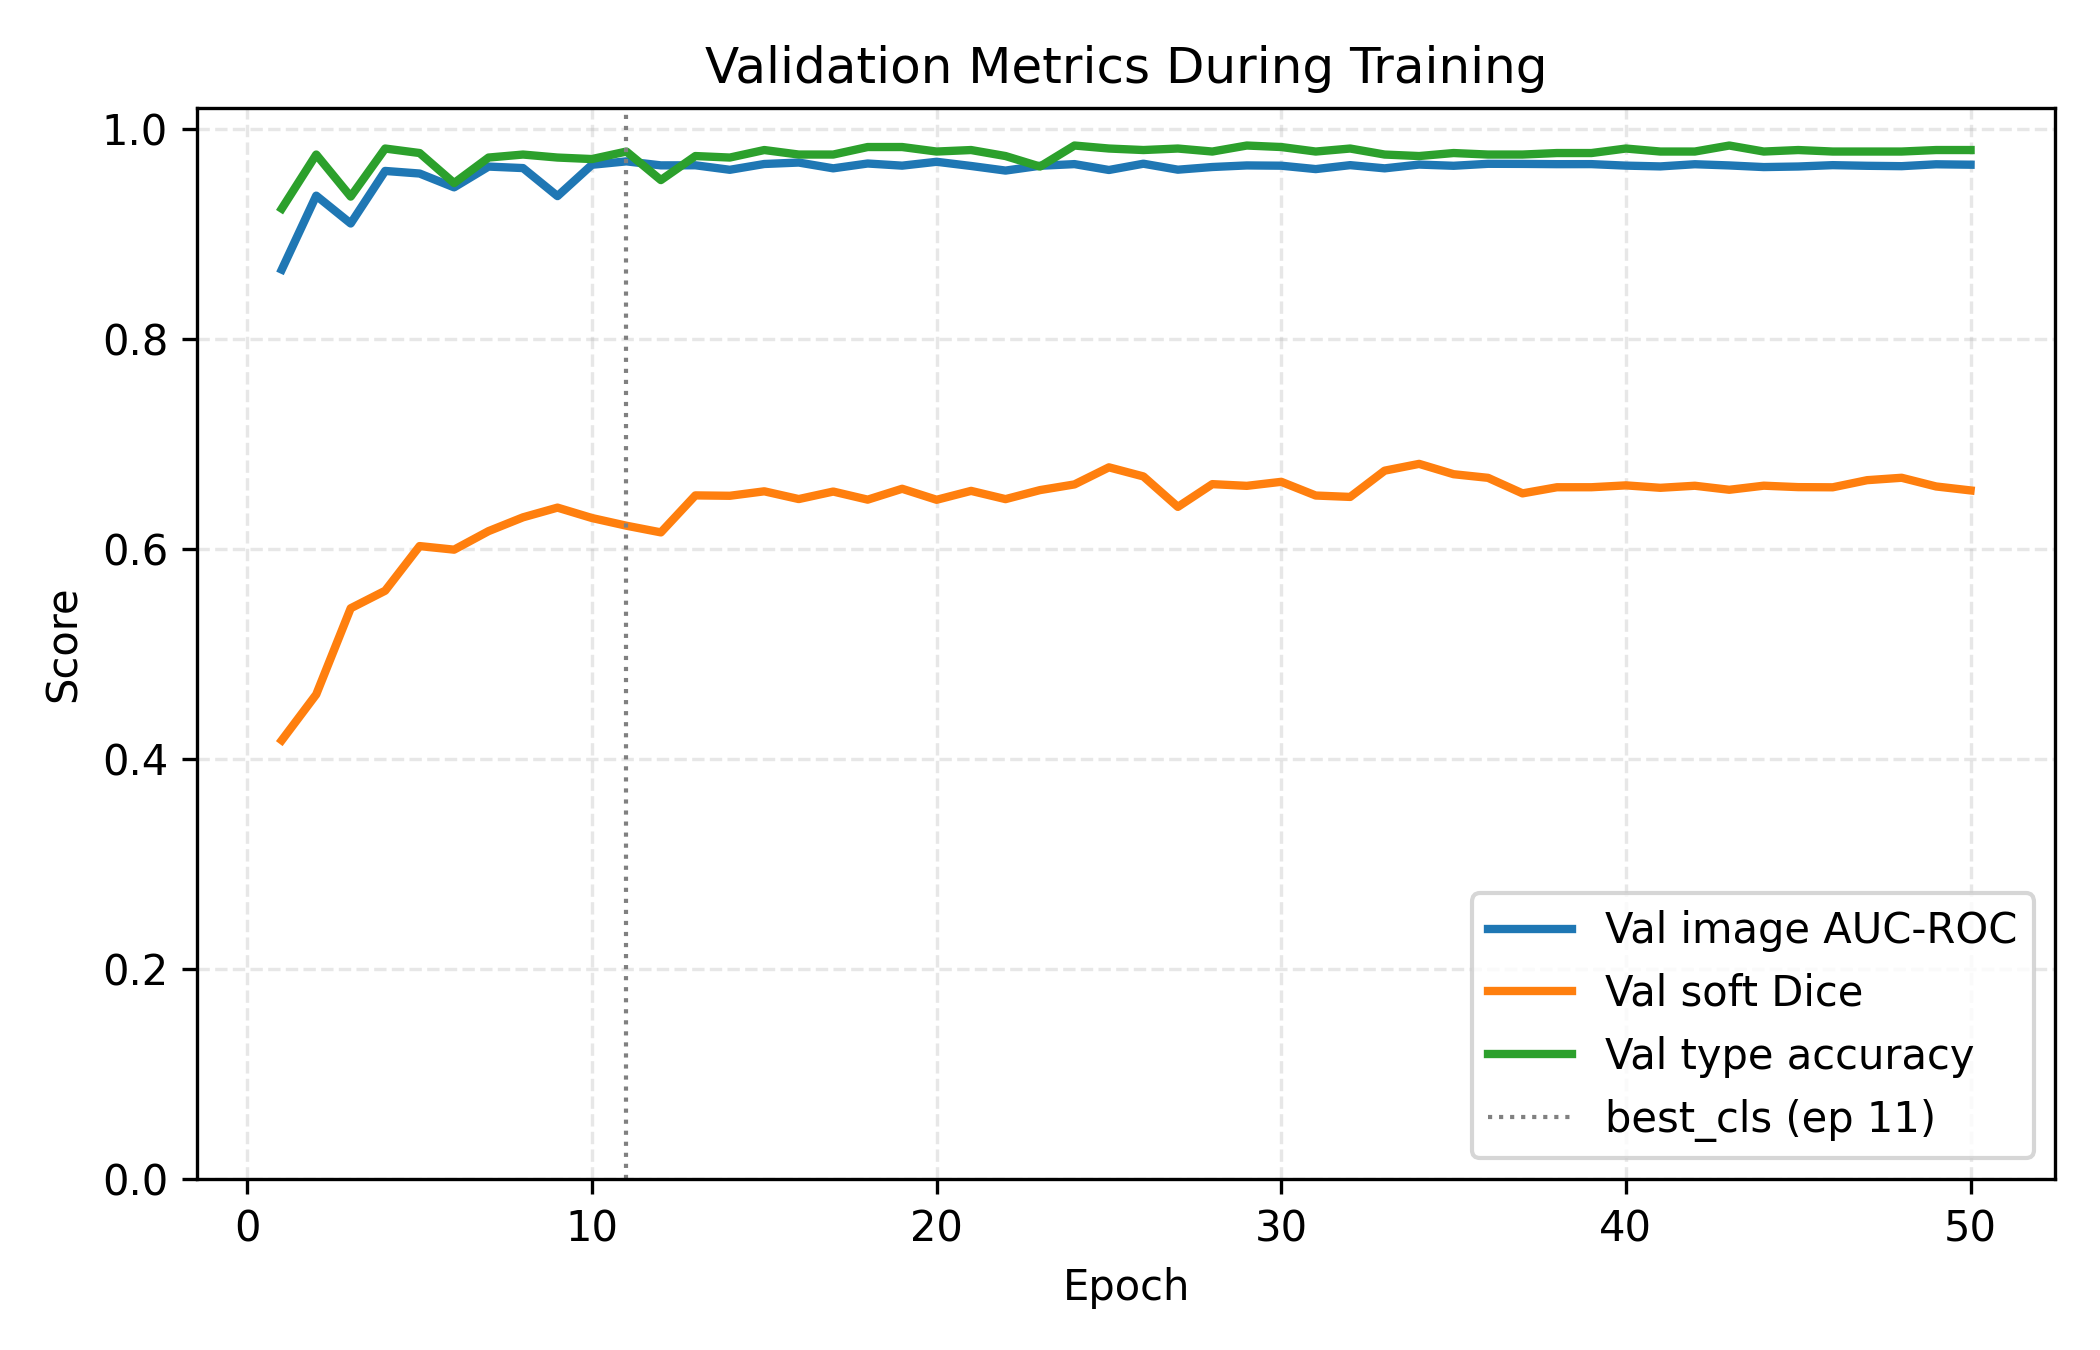 Validation Metrics During Training
1.0
0.8
0.6
0.4
0.2
0.0
Score
0 10 20 30 40 50
Epoch
Val image AUC-ROC
Val soft Dice
Val type accuracy
best_cls (ep 11)